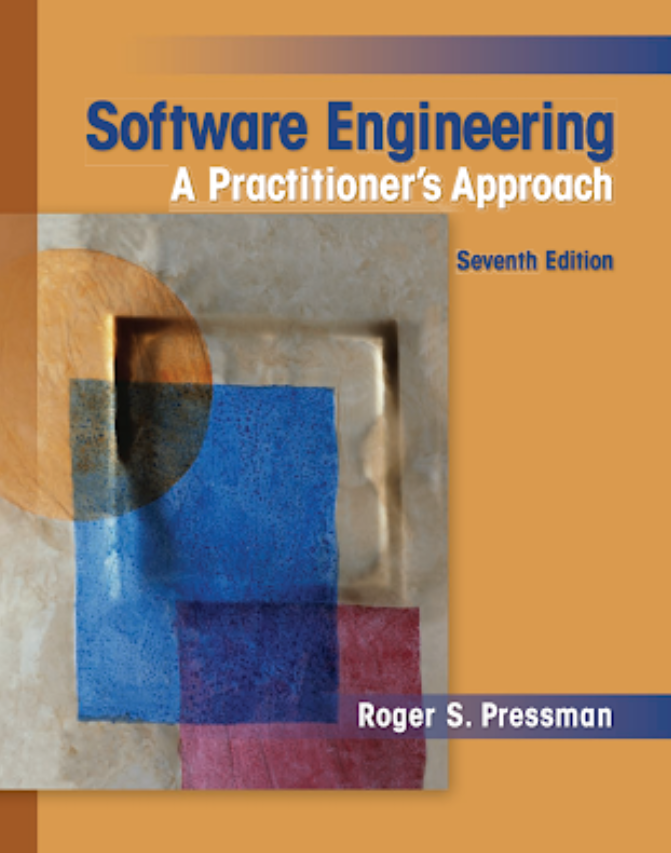 Software Engineering
A Practitioner's Approach
Seventh Edition
Roger S. Pressman